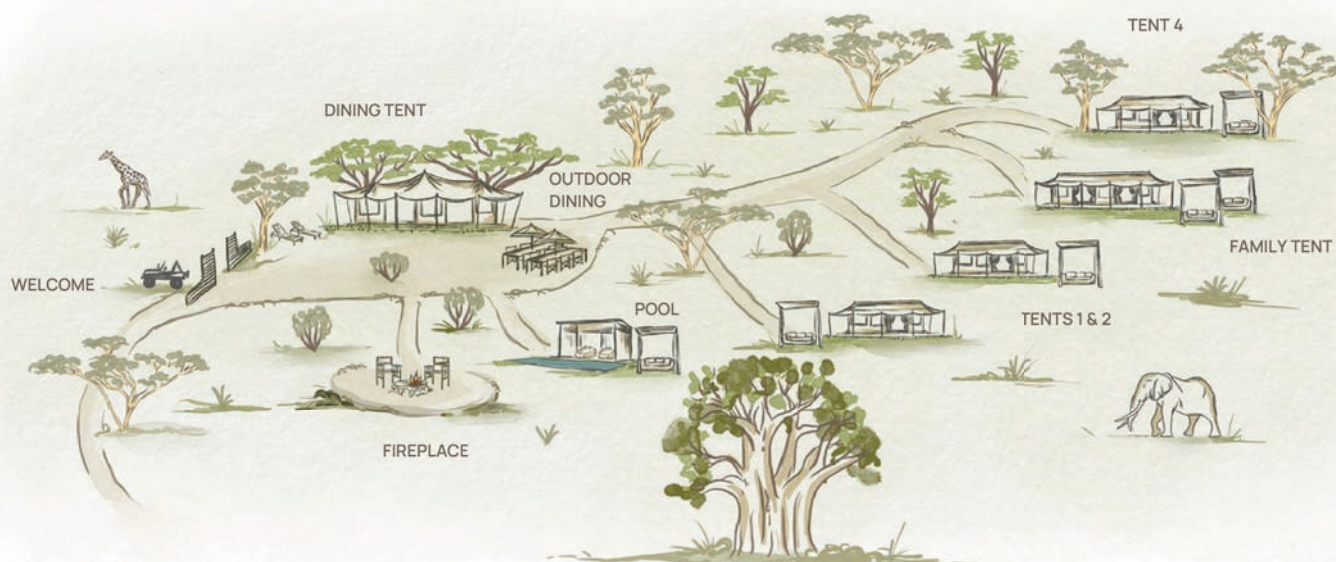 TENT 4
DINING TENT
OUTDOOR
DINING
FAMILY TENT
WELCOME
POOL
TENTS 1 & 2
FIREPLACE